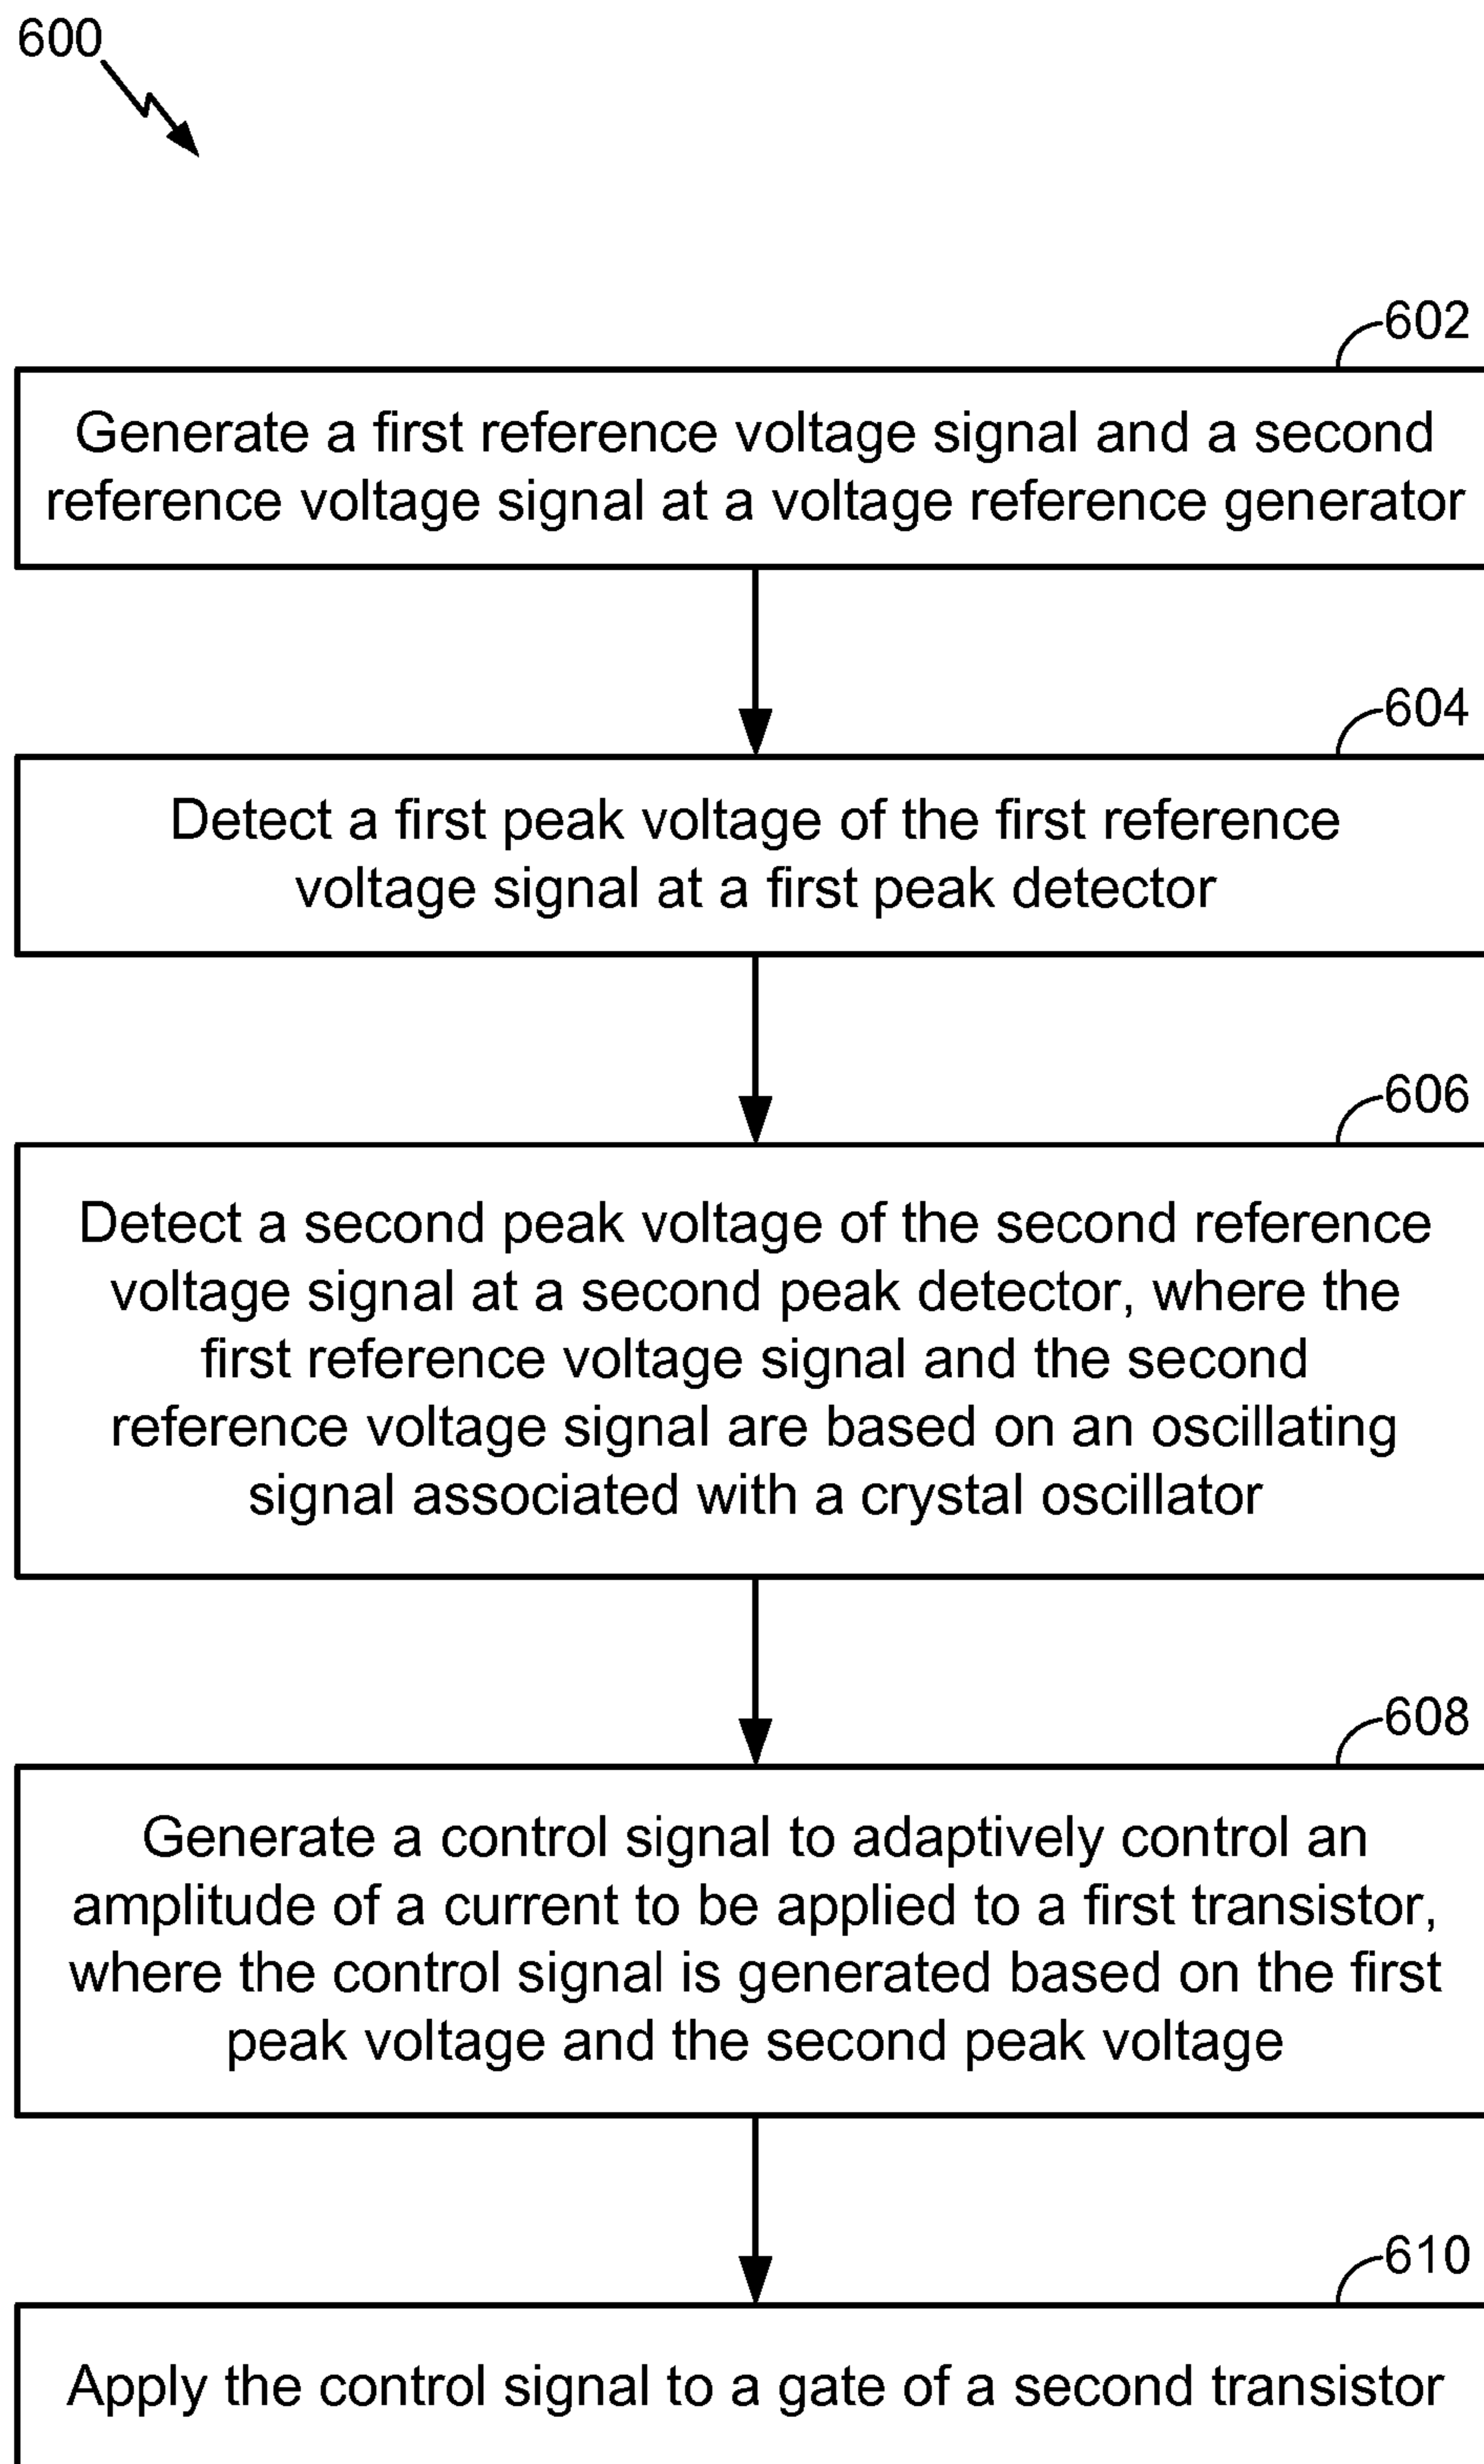 600
602
Generate a first reference voltage signal and a second
reference voltage signal at a voltage reference generator
604
Detect a first peak voltage of the first reference
voltage signal at a first peak detector
606
Detect a second peak voltage of the second reference
voltage signal at a second peak detector, where the
first reference voltage signal and the second
reference voltage signal are based on an oscillating
signal associated with a crystal oscillator
608
Generate a control signal to adaptively control an
amplitude of a current to be applied to a first transistor,
where the control signal is generated based on the first
peak voltage and the second peak voltage
610
Apply the control signal to a gate of a second transistor